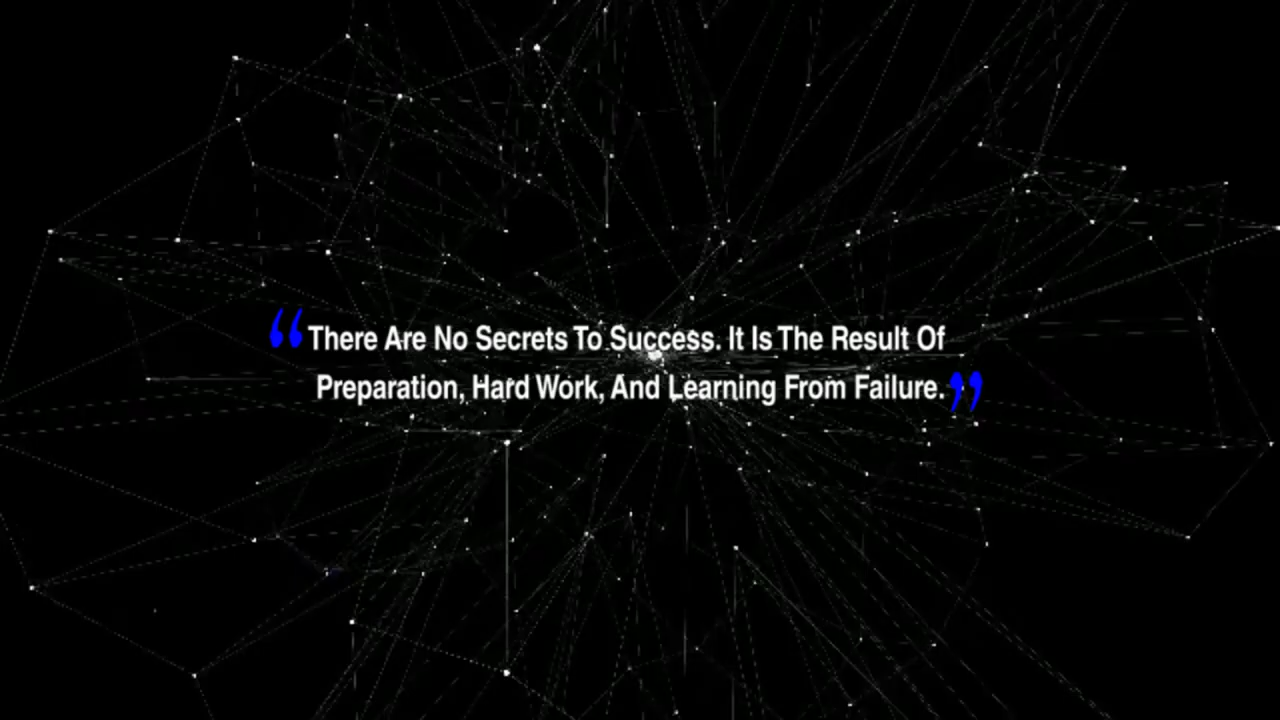 “There Are No Secrets To Success. It Is The Result Of
Preparation, Hard Work, And Learning From Failure.”